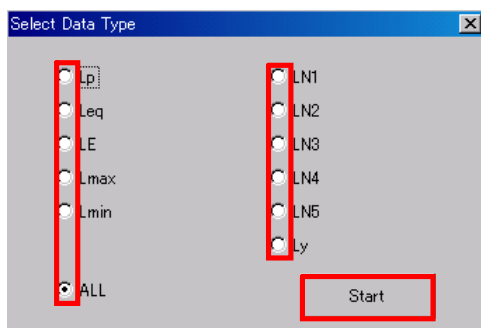 Select Data Type
Lp
Leq
LE
Lmax
Lmin
ALL
LN1
LN2
LN3
LN4
LN5
Ly
Start